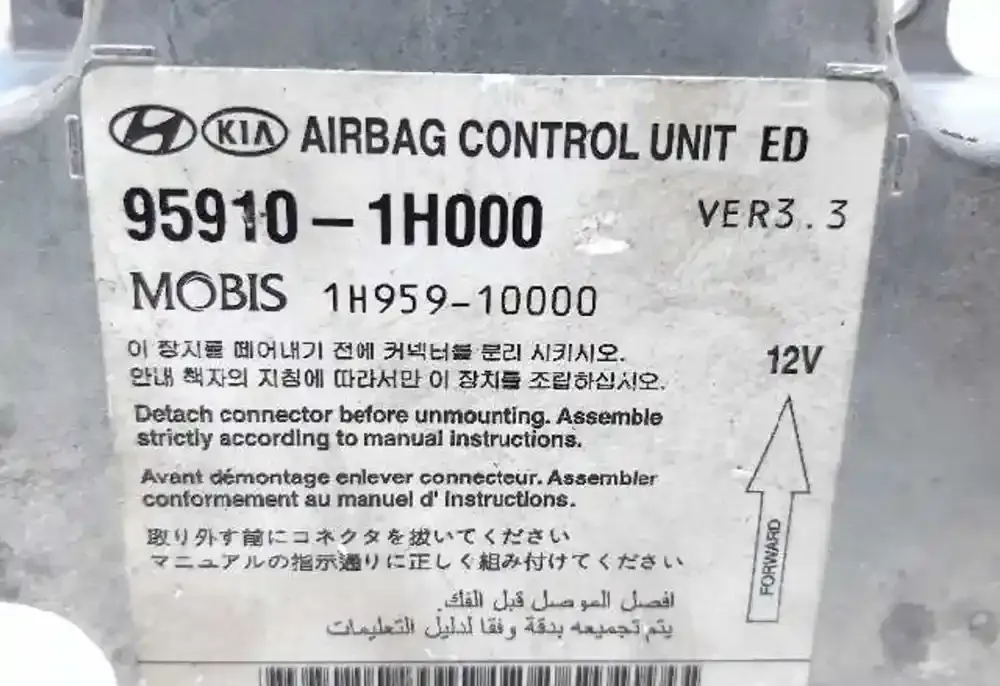 KIA AIRBAG CONTROL UNIT ED
95910-1H000 VER3.3
MOBIS 1H959-10000
이 장치를 떼어내기 전에 커넥터를 분리 시키시오.
안내 책자의 지침에 따라서만 이 장치를 조립하십시오.
12V
Detach connector before unmounting. Assemble
strictly according to manual instructions.
Avant démontage enlever connecteur. Assembler
conformement au manuel d' instructions.
取り外す前にコネクタを抜いてください
マニュアルの指示通りに正しく組み付けてください
افصل الموصل قبل الفك.
يتم تجميعه بدقة وفقا لدليل التعليمات
FORWARD